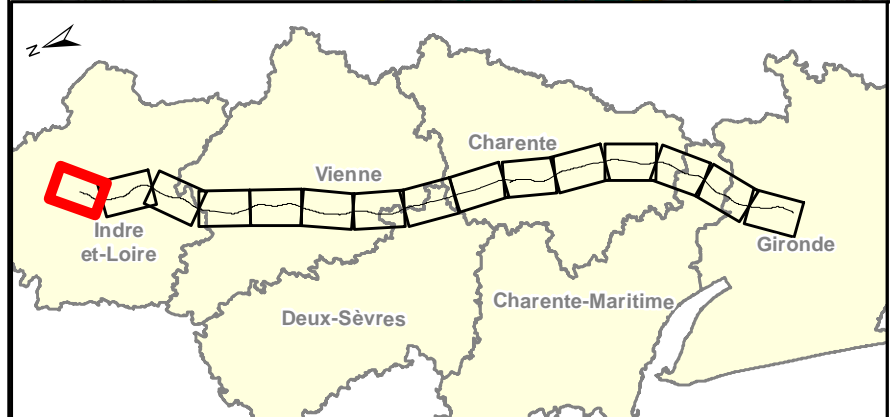 N
Charente
Vienne
Indre
et-Loire
Gironde
Charente-Maritime
Deux-Sèvres